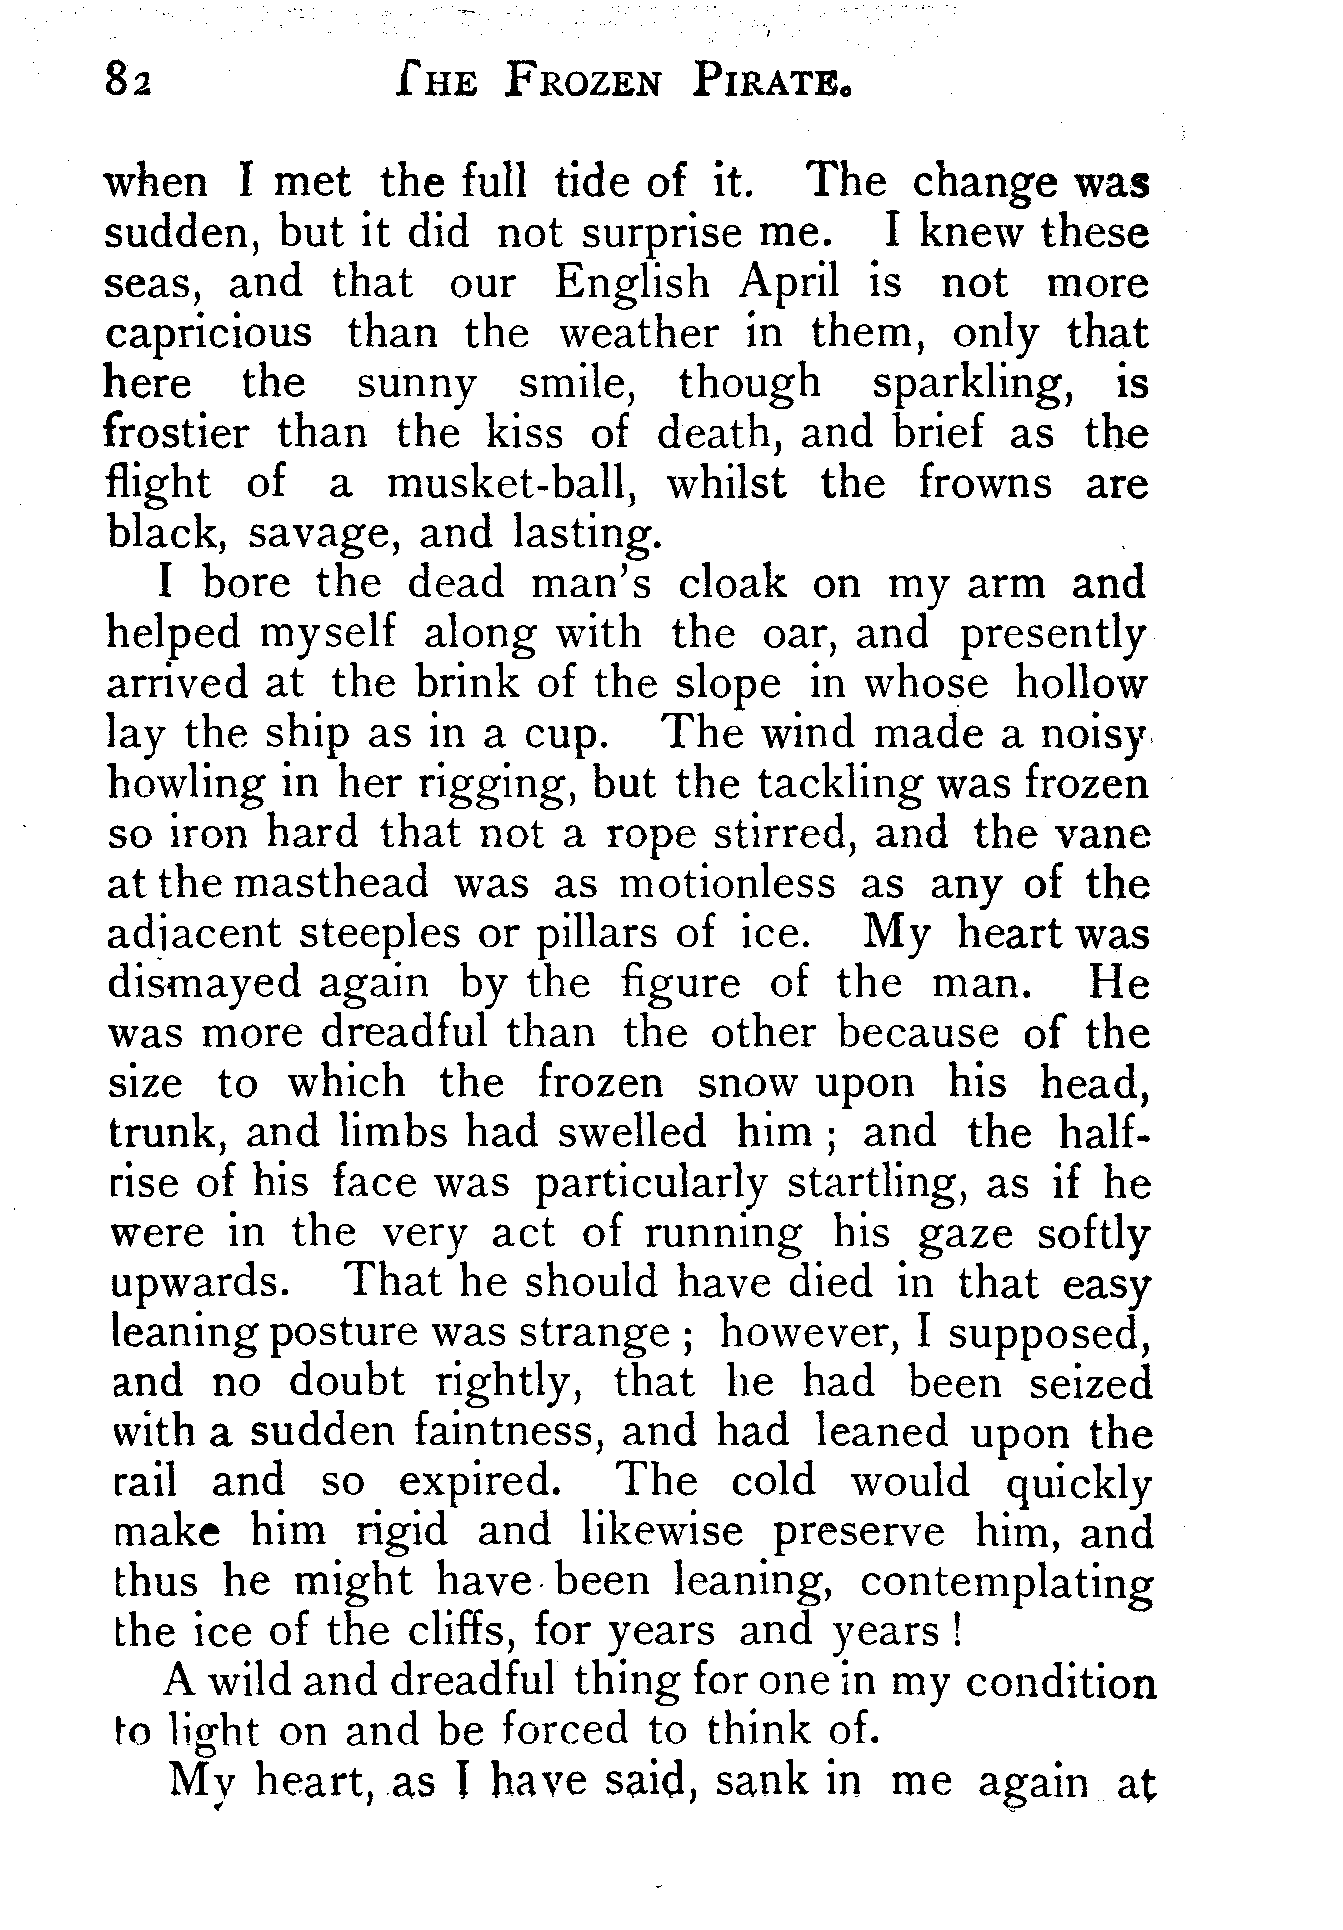 82 THE FROZEN PIRATE.
when I met the full tide of it. The change was
sudden, but it did not surprise me. I knew these
seas, and that our English April is not more
capricious than the weather in them, only that
here the sunny smile, though sparkling, is
frostier than the kiss of death, and brief as the
flight of a musket-ball, whilst the frowns are
black, savage, and lasting.
I bore the dead man's cloak on my arm and
helped myself along with the oar, and presently
arrived at the brink of the slope in whose hollow
lay the ship as in a cup. The wind made a noisy
howling in her rigging, but the tackling was frozen
so iron hard that not a rope stirred, and the vane
at the masthead was as motionless as any of the
adjacent steeples or pillars of ice. My heart was
dismayed again by the figure of the man. He
was more dreadful than the other because of the
size to which the frozen snow upon his head,
trunk, and limbs had swelled him ; and the half-
rise of his face was particularly startling, as if he
were in the very act of running his gaze softly
upwards. That he should have died in that easy
leaning posture was strange ; however, I supposed,
and no doubt rightly, that he had been seized
with a sudden faintness, and had leaned upon the
rail and so expired. The cold would quickly
make him rigid and likewise preserve him, and
thus he might have been leaning, contemplating
the ice of the cliffs, for years and years !
A wild and dreadful thing for one in my condition
to light on and be forced to think of.
My heart, as I have said, sank in me again at